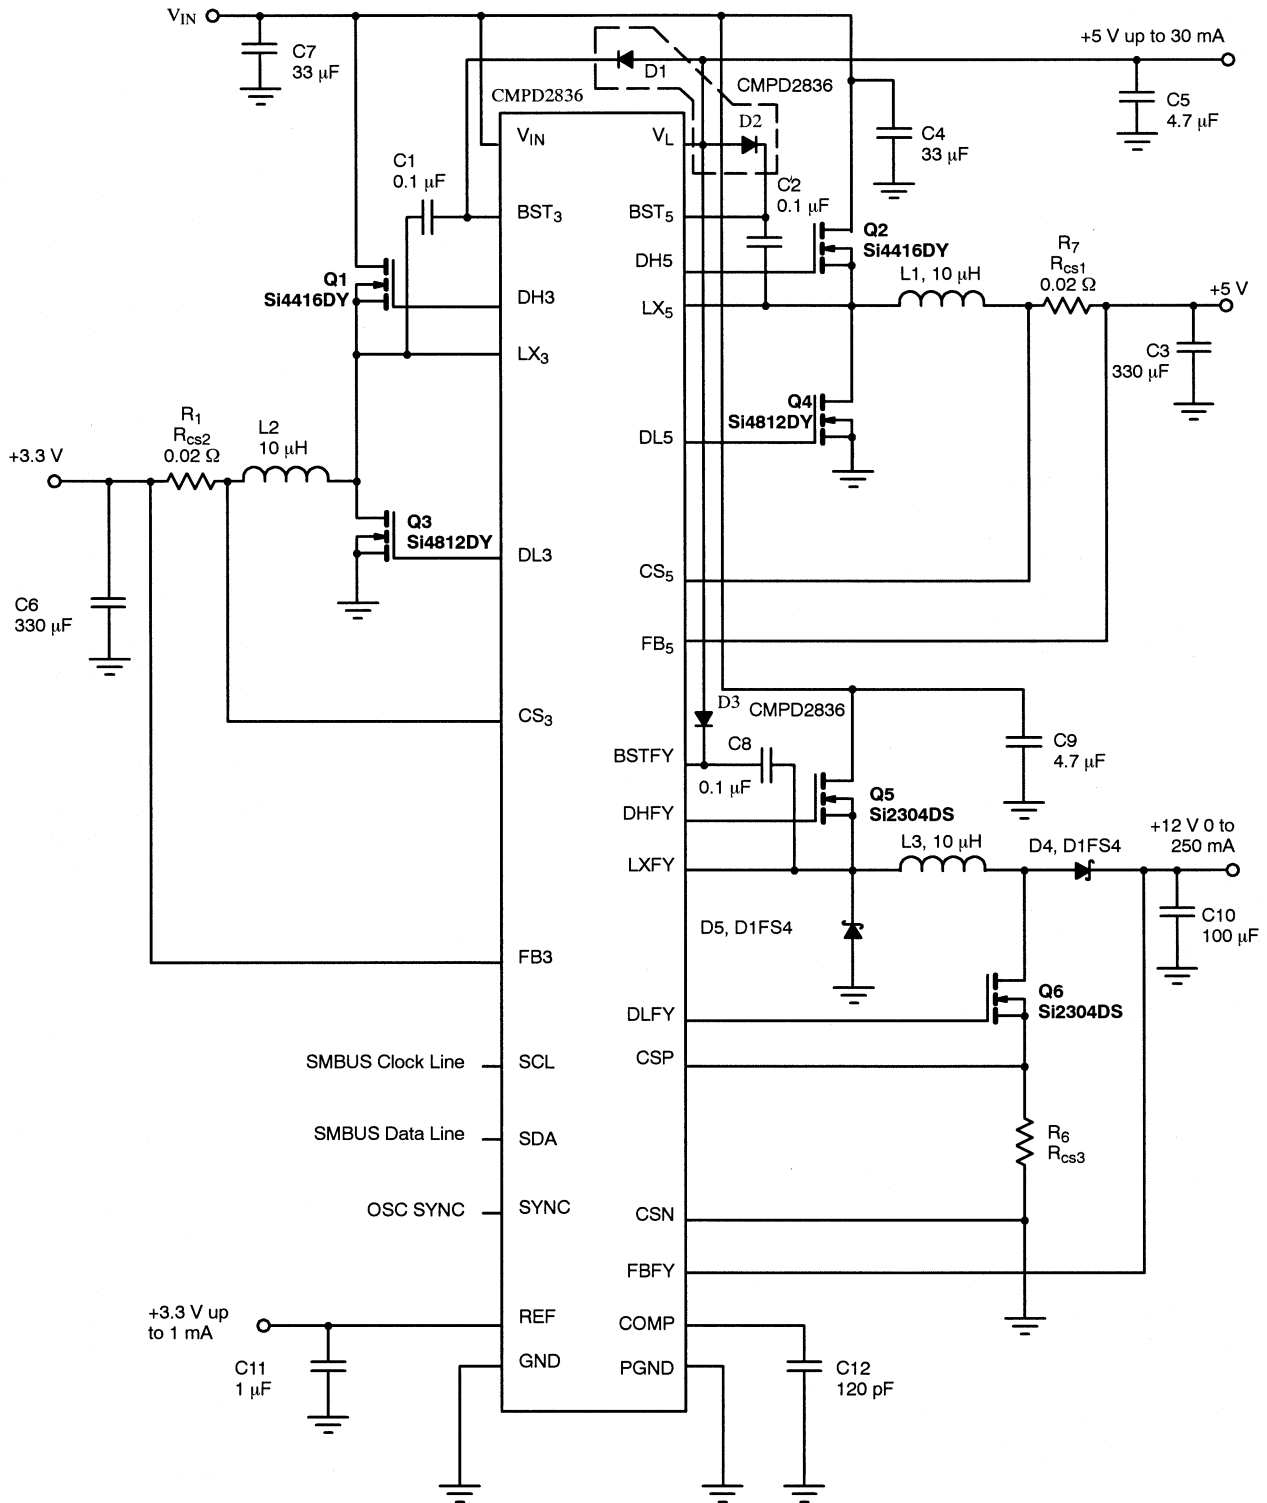 VIN
C7
33 µF
+5 V up to 30 mA
D1
CMPD2836
CMPD2836
C5
4.7 µF
D2
C4
33 µF
VIN
VL
C1
0.1 µF
C2
0.1 µF
BST3
BST5
Q2
Si4416DY
R7
Rcs1
0.02 Ω
DH5
L1, 10 µH
Q1
Si4416DY
DH3
LX5
+5 V
LX3
C3
330 µF
R1
Rcs2
0.02 Ω
L2
10 µH
Q4
Si4812DY
DL5
+3.3 V
Q3
Si4812DY
DL3
CS5
C6
330 µF
FB5
CS3
D3
CMPD2836
C8
0.1 µF
C9
4.7 µF
BSTFY
DHFY
Q5
Si2304DS
+12 V 0 to
250 mA
L3, 10 µH
D4, D1FS4
LXFY
D5, D1FS4
C10
100 µF
FB3
Q6
Si2304DS
DLFY
CSP
SMBUS Clock Line
SCL
SMBUS Data Line
SDA
R6
Rcs3
OSC SYNC
SYNC
CSN
FBFY
+3.3 V up
to 1 mA
REF
COMP
C11
1 µF
GND
PGND
C12
120 pF